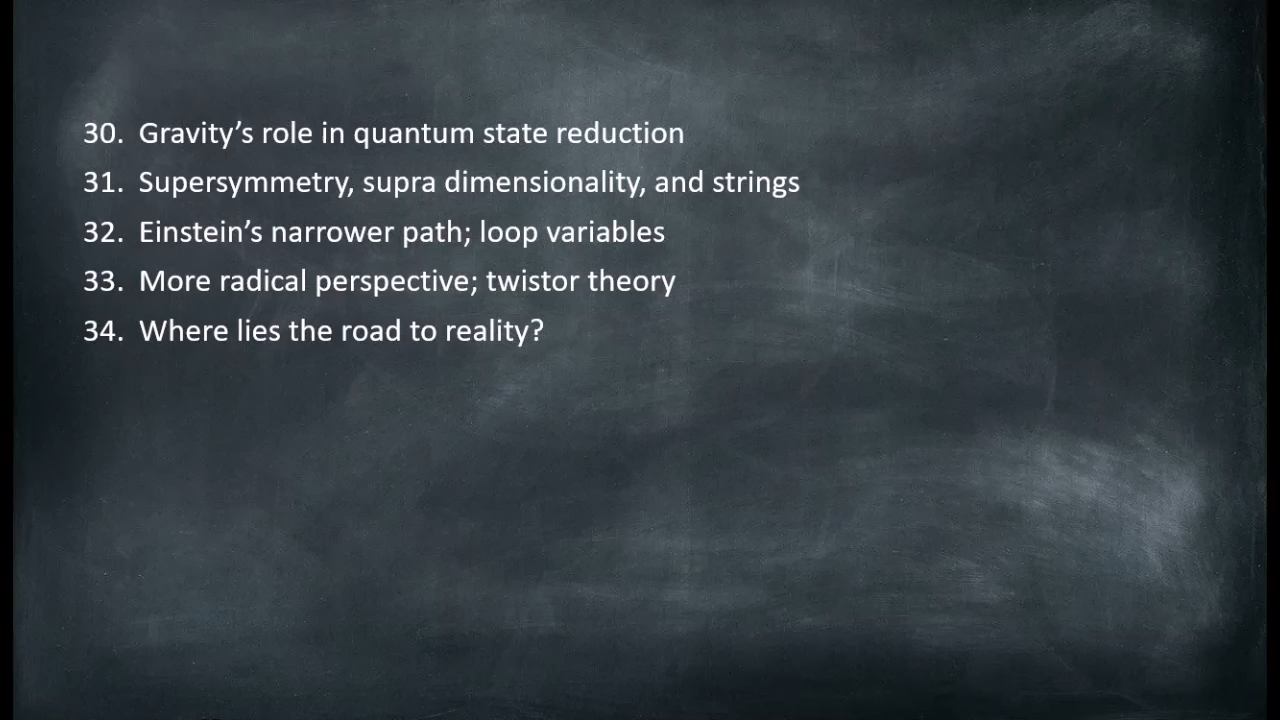 30. Gravity’s role in quantum state reduction
31. Supersymmetry, supra dimensionality, and strings
32. Einstein’s narrower path; loop variables
33. More radical perspective; twistor theory
34. Where lies the road to reality?